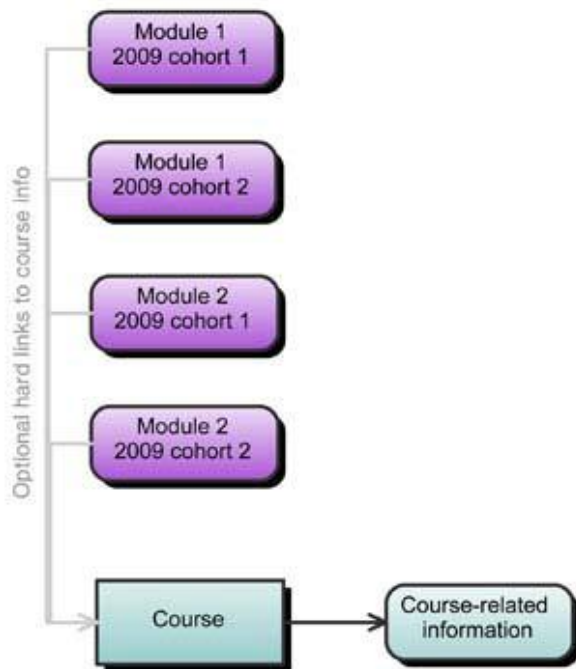 Module 1
2009 cohort 1
Module 1
2009 cohort 2
Module 2
2009 cohort 1
Module 2
2009 cohort 2
Optional hard links to course info
Course
Course-related
information